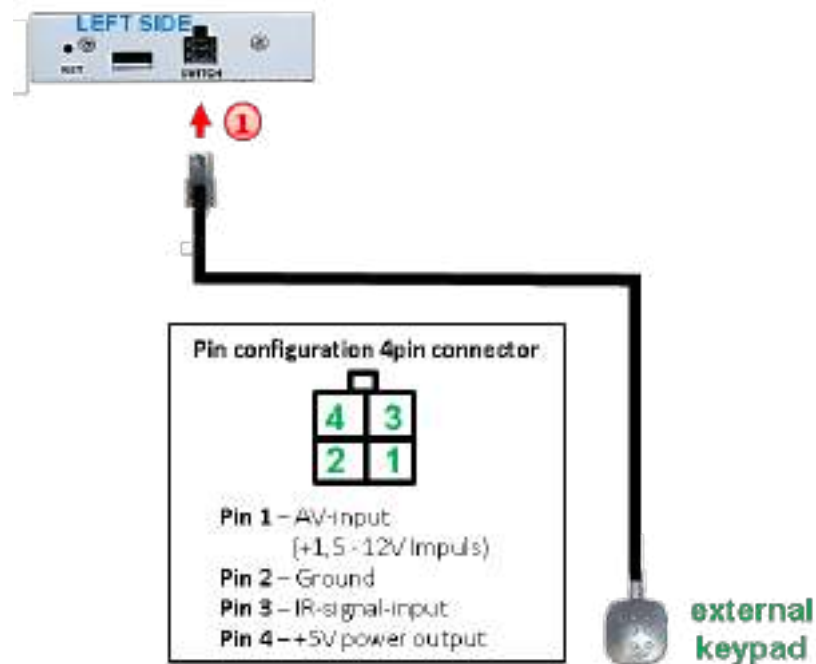 LEFT SIDE
SWITCH
1
Pin configuration 4pin connector
4 3
2 1
Pin 1 – AV-input
(+1,5 - 12V Impuls)
Pin 2 – Ground
Pin 3 – IR-signal-input
Pin 4 – +5V power output
external
keypad